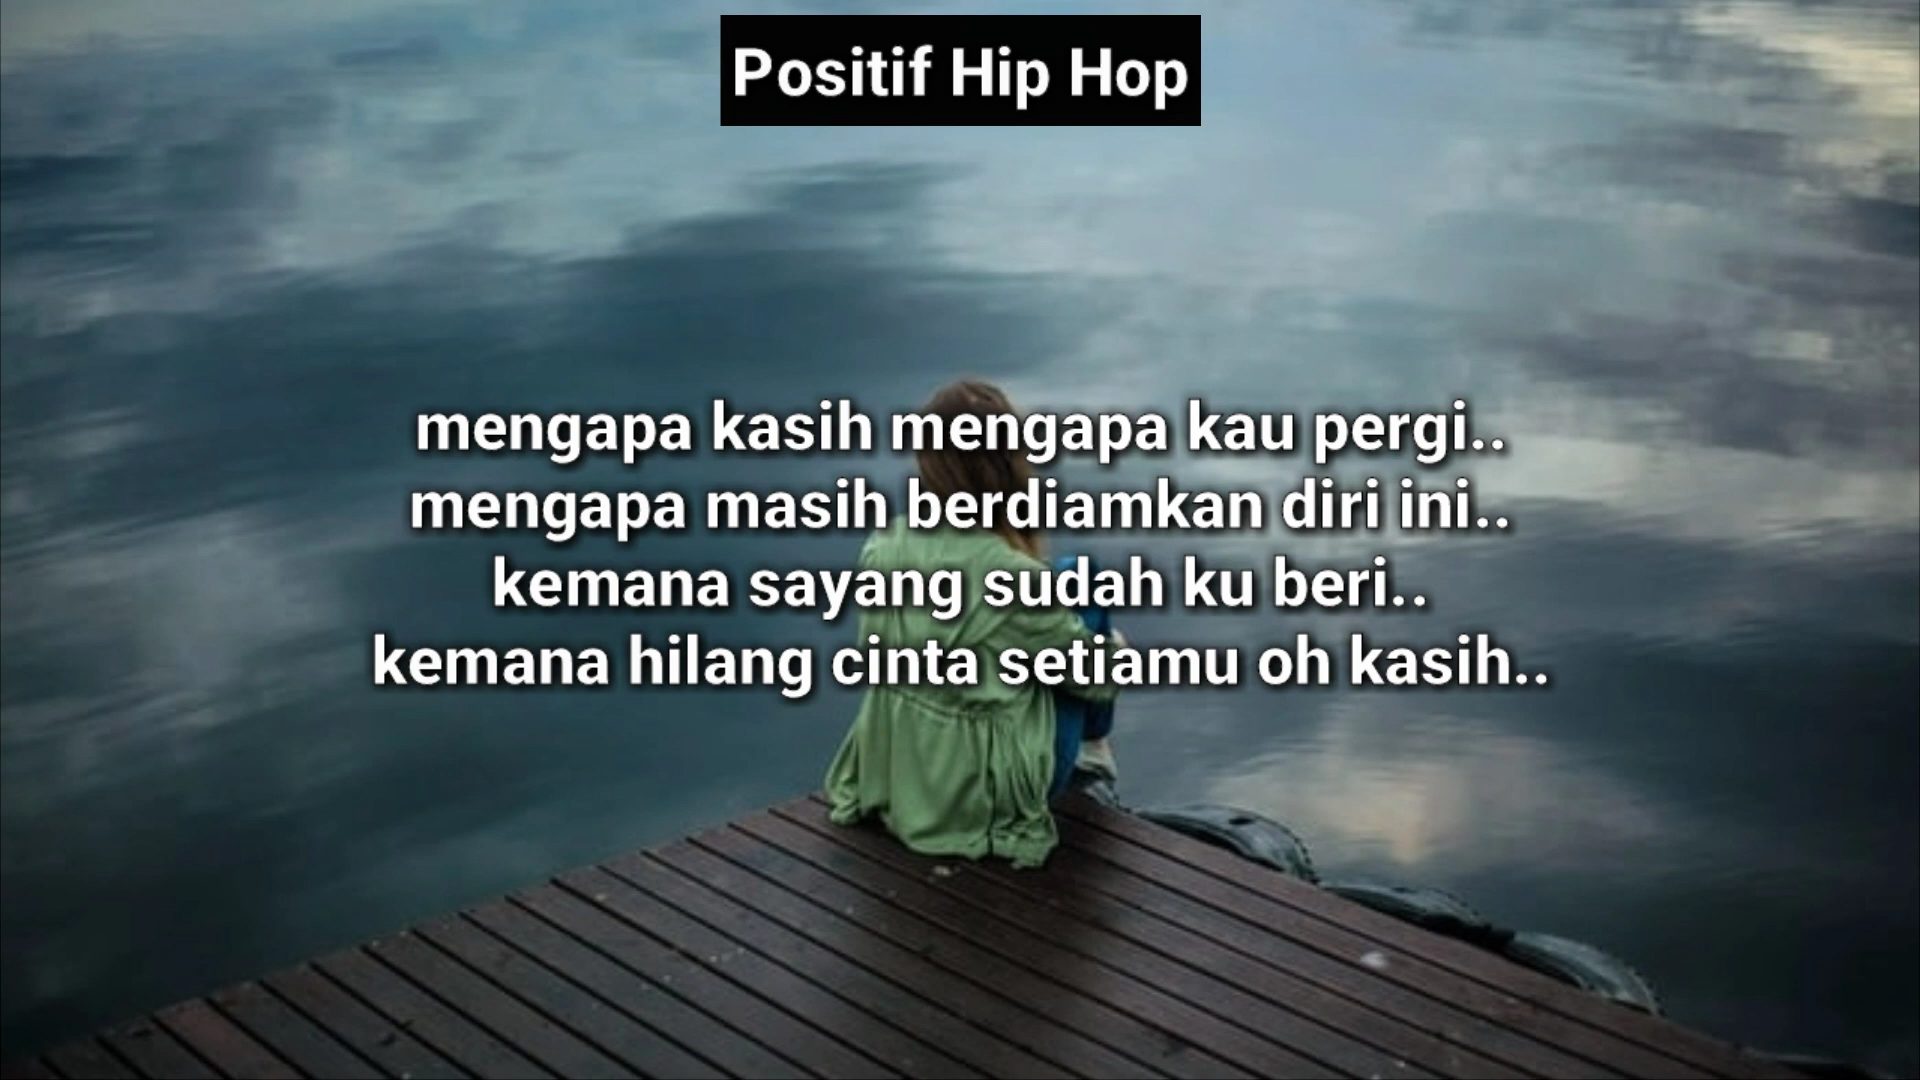 Positif Hip Hop
mengapa kasih mengapa kau pergi..
mengapa masih berdiamkan diri ini..
kemana sayang sudah ku beri..
kemana hilang cinta setiamu oh kasih..